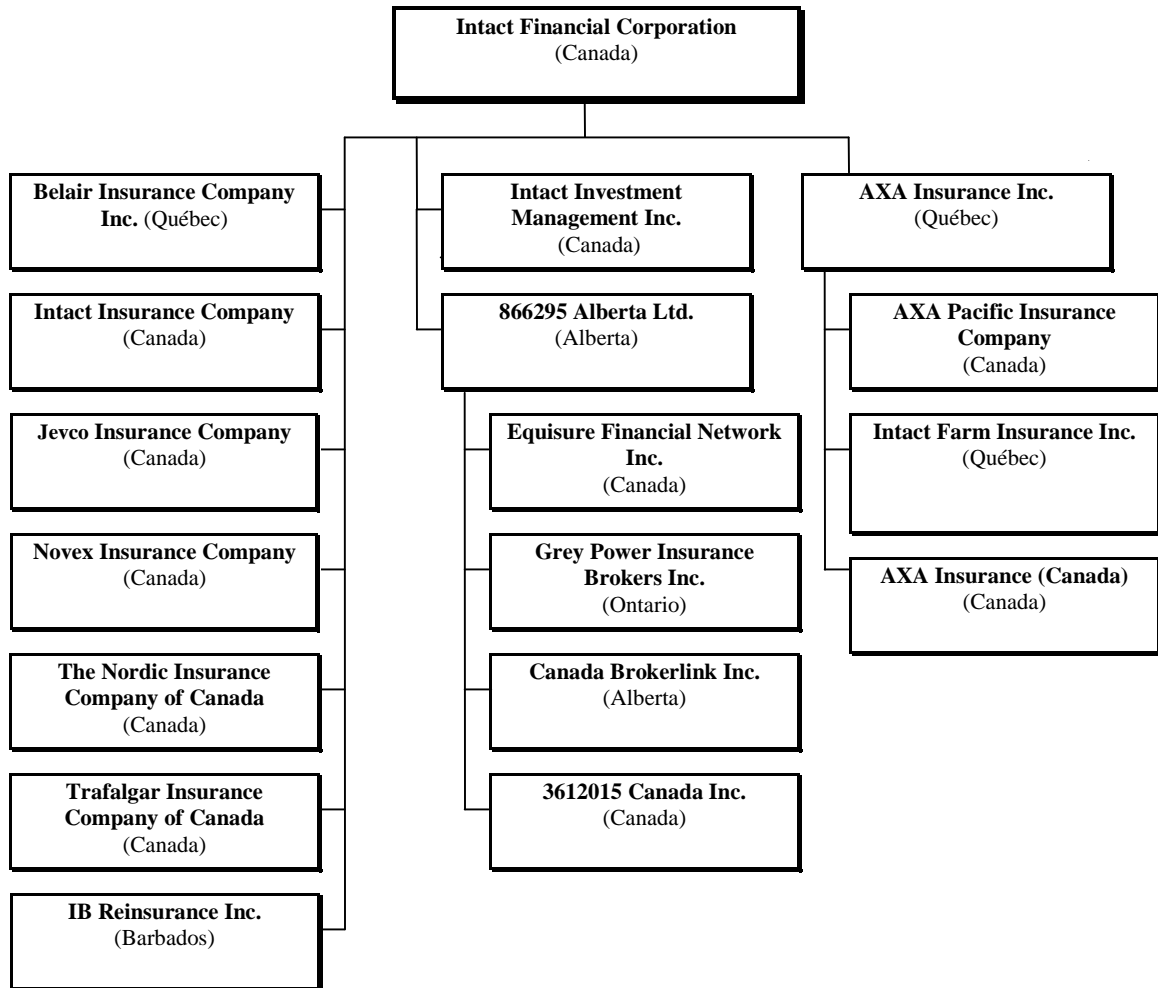 Intact Financial Corporation
(Canada)
Belair Insurance Company
Inc. (Québec)
Intact Insurance Company
(Canada)
Jevco Insurance Company
(Canada)
Novex Insurance Company
(Canada)
The Nordic Insurance
Company of Canada
(Canada)
Trafalgar Insurance
Company of Canada
(Canada)
IB Reinsurance Inc.
(Barbados)
Intact Investment
Management Inc.
(Canada)
866295 Alberta Ltd.
(Alberta)
Equisure Financial Network
Inc.
(Canada)
Grey Power Insurance
Brokers Inc.
(Ontario)
Canada Brokerlink Inc.
(Alberta)
3612015 Canada Inc.
(Canada)
AXA Insurance Inc.
(Québec)
AXA Pacific Insurance
Company
(Canada)
Intact Farm Insurance Inc.
(Québec)
AXA Insurance (Canada)
(Canada)